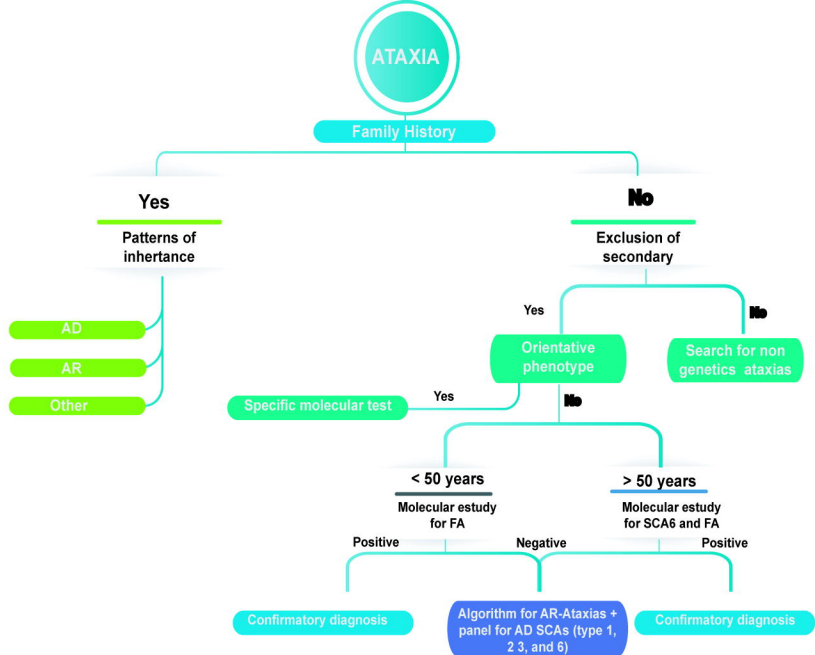 ATAXIA
Family History
Yes
No
Patterns of
inhertance
Exclusion of
secondary
Yes
No
AD
AR
Other
Orientative
phenotype
Search for non
genetics ataxias
Yes
Specific molecular test
No
< 50 years
> 50 years
Molecular estudy
for FA
Molecular estudy
for SCA6 and FA
Positive
Negative
Positive
Confirmatory diagnosis
Algorithm for AR-Ataxias +
panel for AD SCAs (type 1,
2 3, and 6)
Confirmatory diagnosis